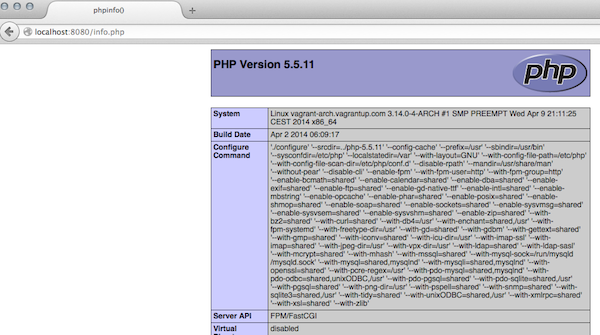 phpinfo()
localhost:8080/info.php
PHP Version 5.5.11
php
System
Linux vagrant-arch.vagrantup.com 3.14.0-4-ARCH #1 SMP PREEMPT Wed Apr 9 21:11:25
CEST 2014 x86_64
Build Date
Apr 2 2014 06:09:17
Configure
Command
'./configure' '--srcdir=../php-5.5.11' '--config-cache' '--prefix=/usr' '--sbindir=/usr/bin'
'--sysconfdir=/etc/php' '--localstatedir=/var' '--with-layout=GNU' '--with-config-file-path=/etc/php'
'--with-config-file-scan-dir=/etc/php/conf.d' '--disable-rpath' '--mandir=/usr/share/man'
'--without-pear' '--disable-cli' '--enable-fpm' '--with-fpm-user=http' '--with-fpm-group=http'
'--enable-bcmath=shared' '--enable-calendar=shared' '--enable-dba=shared' '--enable-
exif=shared' '--enable-ftp=shared' '--enable-gd-native-ttf' '--enable-intl=shared' '--enable-
mbstring' '--enable-opcache' '--enable-phar=shared' '--enable-posix=shared' '--enable-
shmop=shared' '--enable-soap=shared' '--enable-sockets=shared' '--enable-sysvmsg=shared'
'--enable-sysvsem=shared' '--enable-sysvshm=shared' '--enable-zip=shared' '--with-
bz2=shared' '--with-curl=shared' '--with-db4=/usr' '--with-enchant=shared,/usr' '--with-
fpm-systemd' '--with-freetype-dir=/usr' '--with-gd=shared' '--with-gdbm' '--with-gettext=shared'
'--with-gmp=shared' '--with-iconv=shared' '--with-icu-dir=/usr' '--with-imap-ssl' '--with-
imap=shared' '--with-jpeg-dir=/usr' '--with-vpx-dir=/usr' '--with-ldap=shared' '--with-ldap-sasl'
'--with-mcrypt=shared' '--with-mhash' '--with-mssql=shared' '--with-mysql-sock=/run/mysqld
/mysqld.sock' '--with-mysql=shared,mysqlnd' '--with-mysqli=shared,mysqlnd' '--with-
openssl=shared' '--with-pcre-regex=/usr' '--with-pdo-mysql=shared,mysqlnd' '--with-
pdo-odbc=shared,unixODBC,/usr' '--with-pdo-pgsql=shared' '--with-pdo-sqlite=shared,/usr'
'--with-pgsql=shared' '--with-png-dir=/usr' '--with-pspell=shared' '--with-snmp=shared' '--with-
sqlite3=shared,/usr' '--with-tidy=shared' '--with-unixODBC=shared,/usr' '--with-xmlrpc=shared'
'--with-xsl=shared' '--with-zlib'
Server API
FPM/FastCGI
Virtual
disabled